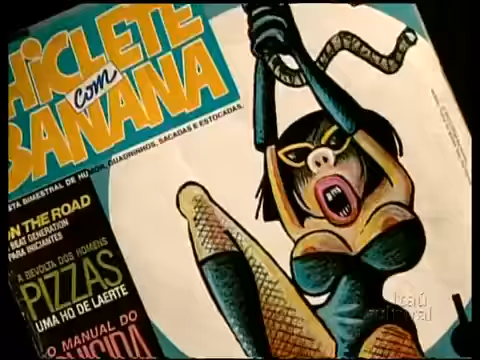 CHICLETE
com
BANANA
REVISTA BIMESTRAL DE HUMOR, QUADRINHOS, SACADAS E ESTOCADAS.
ON THE ROAD
BEAT GENERATION
PARA INICIANTES
A REVOLTA DOS HOMENS
PIZZAS
UMA HQ DE LAERTE
O MANUAL DO
SUICIDA
Itaú
cultural